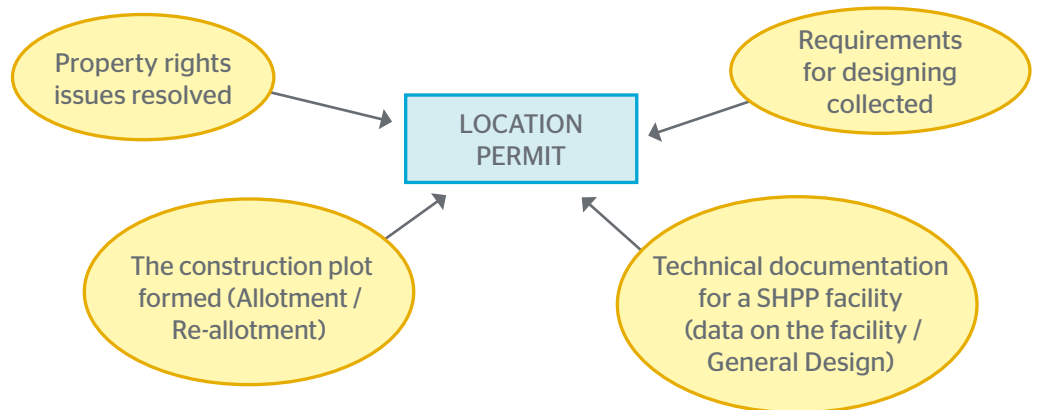 Property rights
issues resolved
Requirements
for designing
collected
LOCATION
PERMIT
The construction plot
formed (Allotment /
Re-allotment)
Technical documentation
for a SHPP facility
(data on the facility /
General Design)